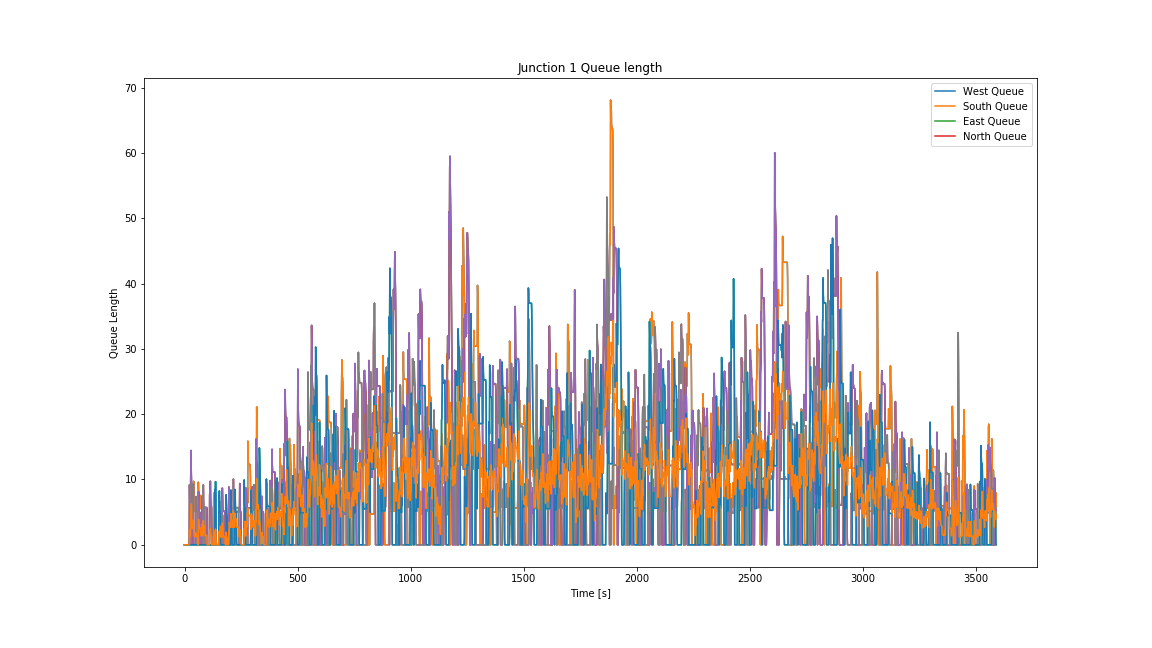 Junction 1 Queue length
70
60
50
40
30
20
10
0
Queue Length
West Queue
South Queue
East Queue
North Queue
0 500 1000 1500 2000 2500 3000 3500
Time [s]